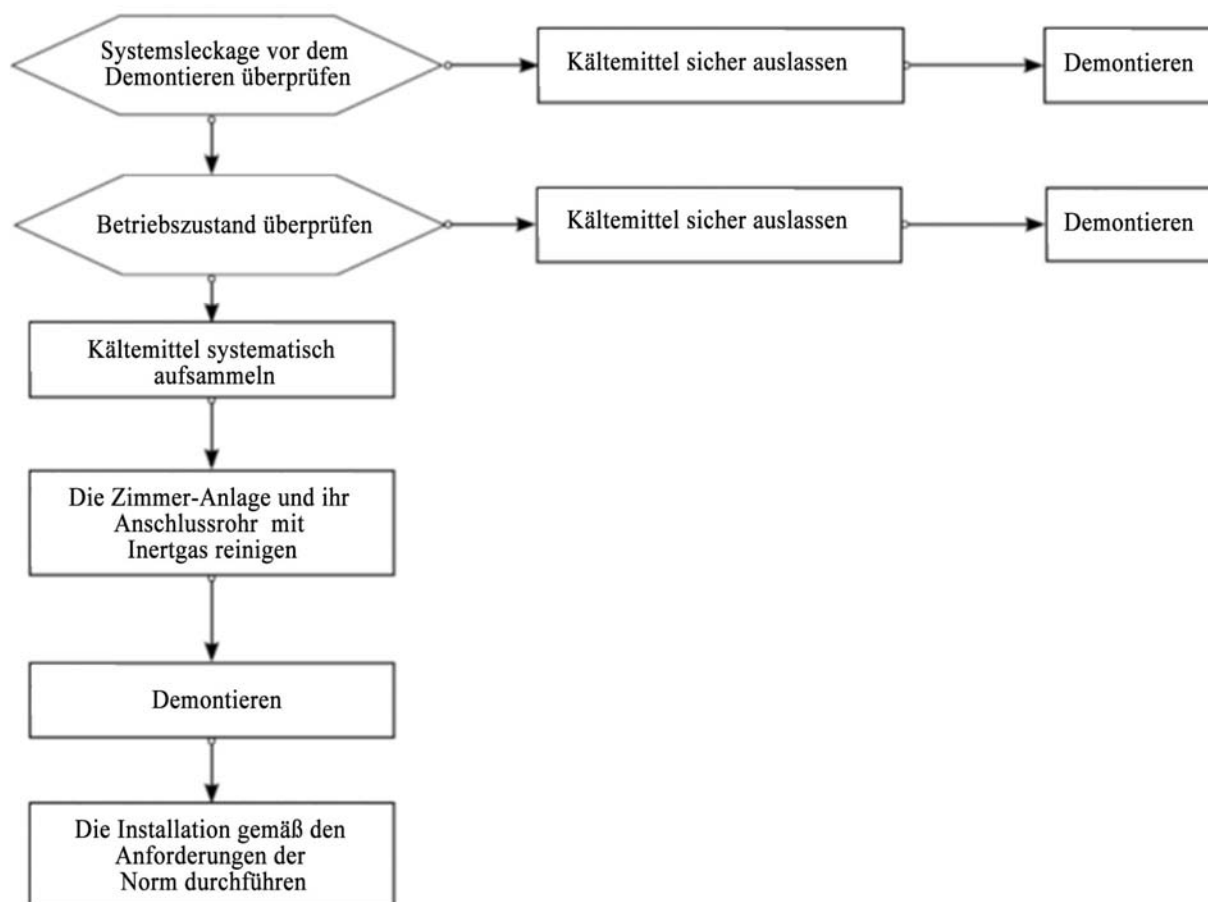 Systemsleckage vor dem
Demontieren überprüfen
Kältemittel sicher auslassen
Demontieren
Betriebszustand überprüfen
Kältemittel sicher auslassen
Demontieren
Kältemittel systematisch
aufsammeln
Die Zimmer-Anlage und ihr
Anschlussrohr mit
Inertgas reinigen
Demontieren
Die Installation gemäß den
Anforderungen der
Norm durchführen